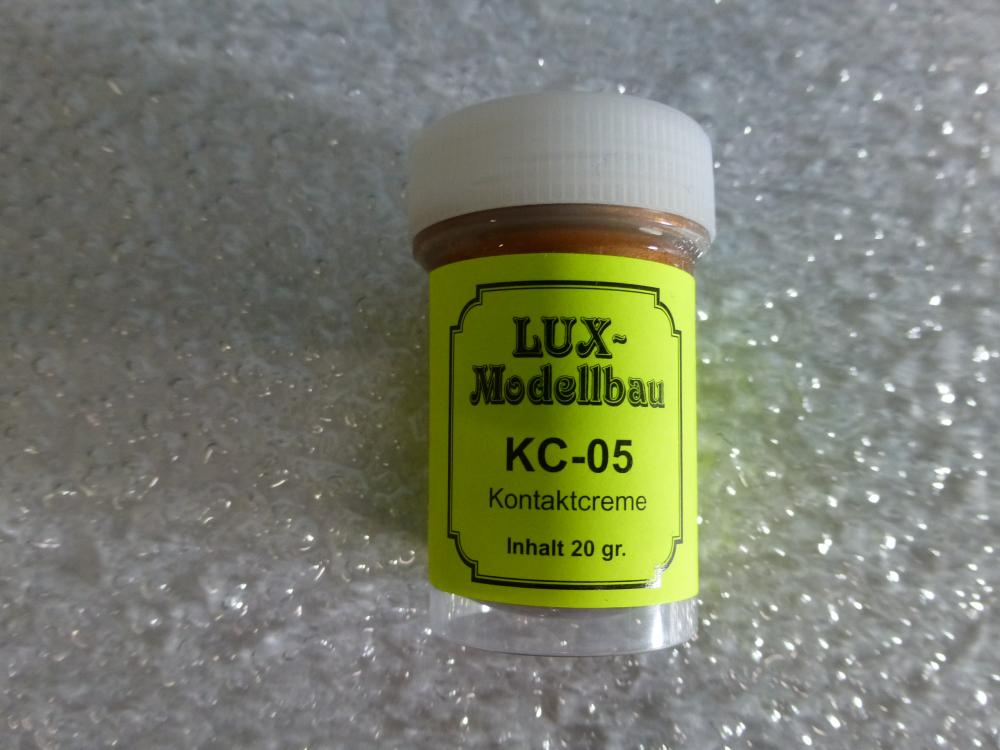 LUX-
Modellbau
KC-05
Kontaktcreme
Inhalt 20 gr.